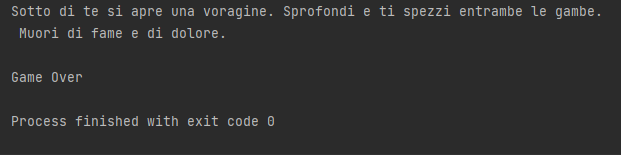 Sotto di te si apre una voragine. Sprofondi e ti spezzi entrambe le gambe.
Muori di fame e di dolore.
Game Over
Process finished with exit code 0